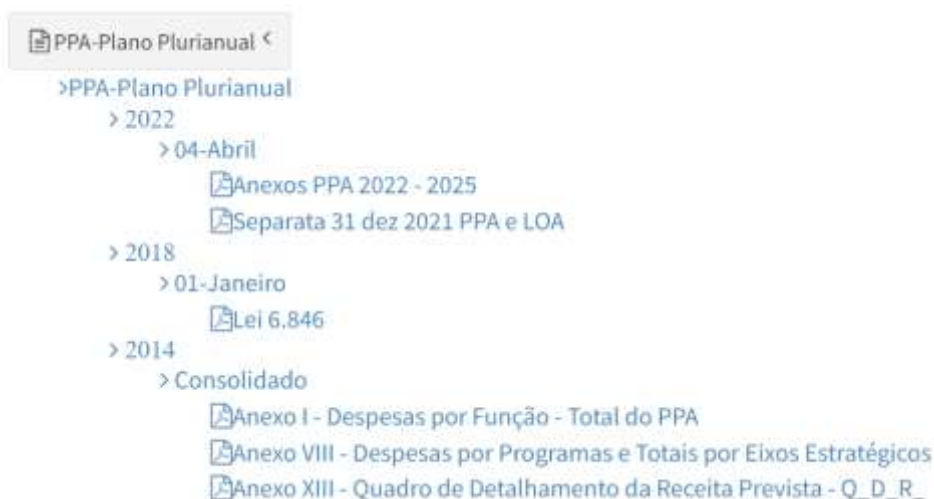 PPA-Plano Plurianual <
>PPA-Plano Plurianual
> 2022
> 04-Abril
Anexos PPA 2022 - 2025
Separata 31 dez 2021 PPA e LOA
> 2018
> 01-Janeiro
Lei 6.846
> 2014
> Consolidado
Anexo I - Despesas por Função - Total do PPA
Anexo VIII - Despesas por Programas e Totais por Eixos Estratégicos
Anexo XIII - Quadro de Detalhamento da Receita Prevista - Q_D_R_